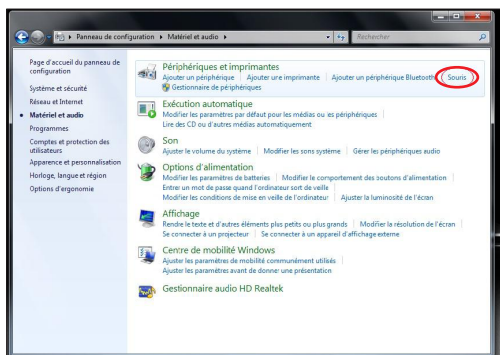 Panneau de configuration ▸ Matériel et audio ▸
Rechercher
Page d'accueil du panneau de
configuration
Système et sécurité
Réseau et Internet
Matériel et audio
Programmes
Comptes et protection des
utilisateurs
Apparence et personnalisation
Horloge, langue et région
Options d'ergonomie
Périphériques et imprimantes
Ajouter un périphérique | Ajouter une imprimante | Ajouter un périphérique Bluetooth | Souris
Gestionnaire de périphériques
Exécution automatique
Modifier les paramètres par défaut pour les médias ou les périphériques
Lire des CD ou d'autres médias automatiquement
Son
Ajuster le volume du système | Modifier les sons système | Gérer les périphériques audio
Options d'alimentation
Modifier les paramètres de batteries | Modifier le comportement des boutons d'alimentation
Entrer un mot de passe quand l'ordinateur sort de veille
Modifier les conditions de mise en veille de l'ordinateur | Ajuster la luminosité de l'écran
Affichage
Rendre le texte et d'autres éléments plus petits ou plus grands | Modifier la résolution de l'écran
Se connecter à un projecteur | Se connecter à un appareil d'affichage externe
Centre de mobilité Windows
Ajuster les paramètres de mobilité communément utilisés
Ajuster les paramètres avant de donner une présentation
Gestionnaire audio HD Realtek